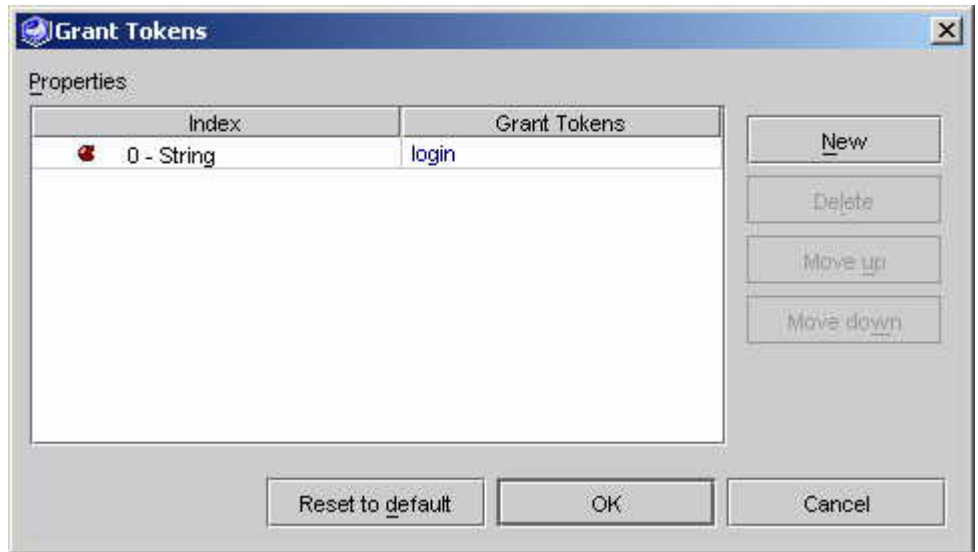 Grant Tokens
Properties
Index Grant Tokens
0 - String login
New
Delete
Move up
Move down
Reset to default OK Cancel